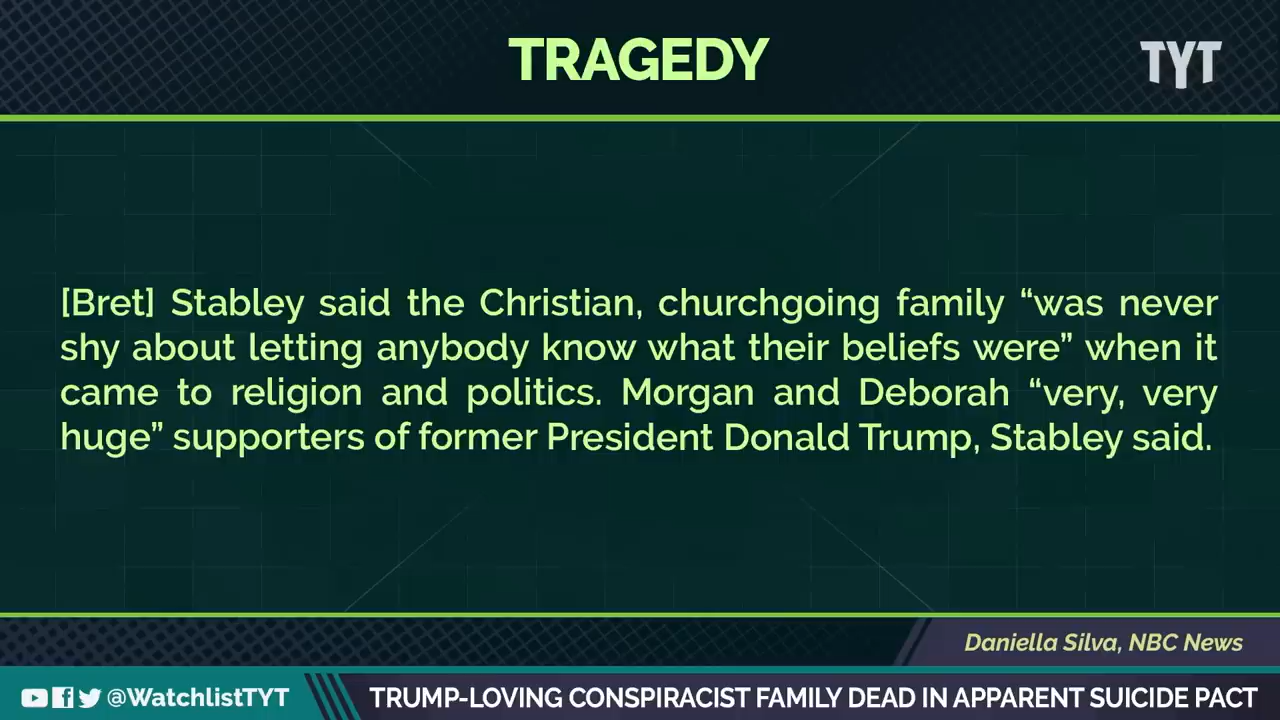 TRAGEDY
TYT
[Bret] Stabley said the Christian, churchgoing family “was never
shy about letting anybody know what their beliefs were” when it
came to religion and politics. Morgan and Deborah “very, very
huge” supporters of former President Donald Trump, Stabley said.
Daniella Silva, NBC News
@WatchlistTYT
TRUMP-LOVING CONSPIRACIST FAMILY DEAD IN APPARENT SUICIDE PACT